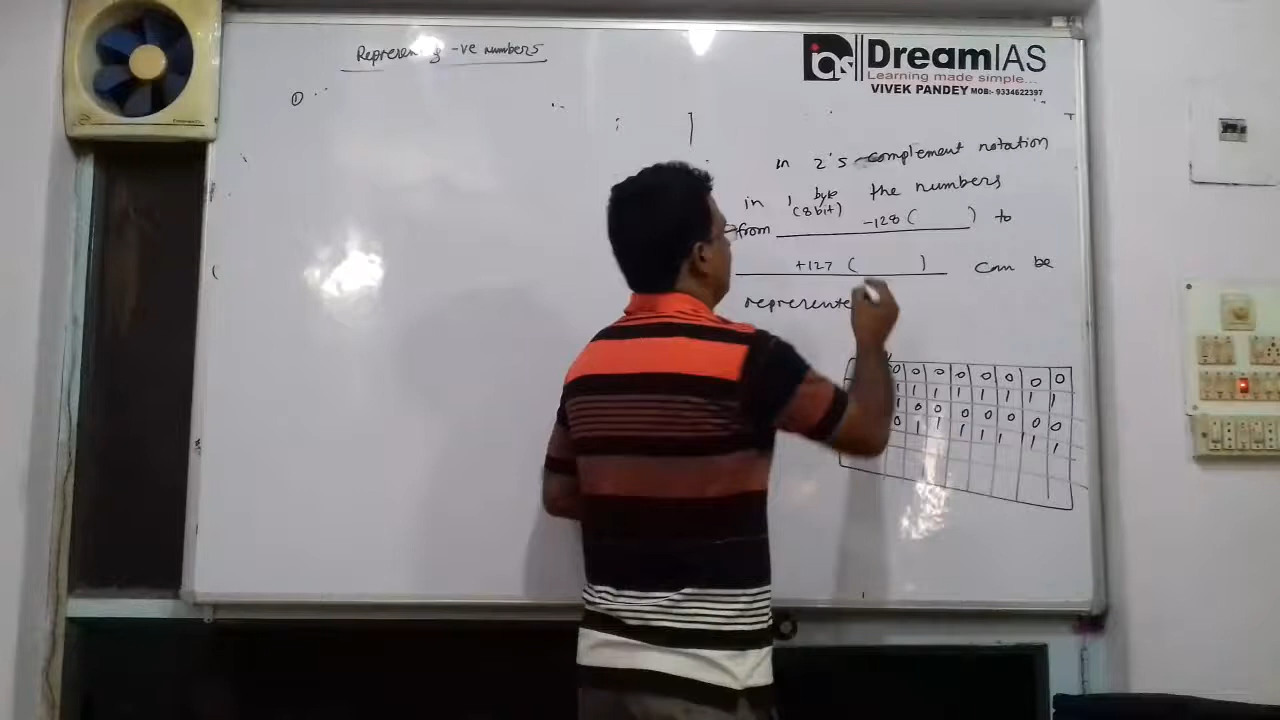 Represen g -ve numbers
①
DreamIAS
Learning made simple...
VIVEK PANDEY MOB:- 9334622397
in 2's complement notation
in 1 byte the numbers
(8 bit)
from -128 ( ) to
+127 ( ) can be
represente
0 0 0 0 0 0 0 0
1 1 1 1 1 1 1 1
1 0 0 0 0 0 0 0
0 1 1 1 1 1 1 1